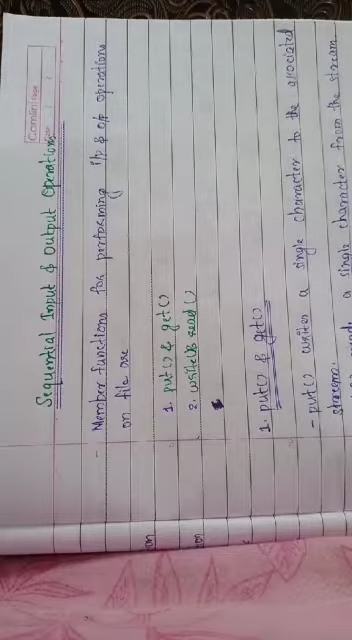 Sequential Input & Output Operations
- Member functions for performing i/p & o/p operations
on file are
1. put() & get()
2. write() & read()
1. put() & get()
- put() writes a single character to the associated
stream.
a single character from the stream